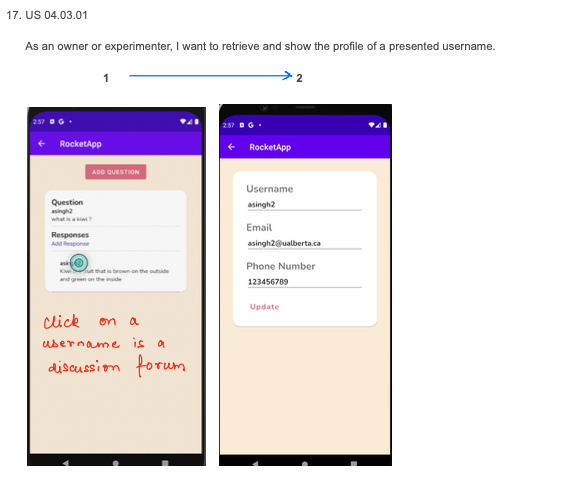 17. US 04.03.01
As an owner or experimenter, I want to retrieve and show the profile of a presented username.
1
2
2:57 G
RocketApp
ADD QUESTION
Question
asingh2
what is a kiwi ?
Responses
Add Response
Kiwi fruit that is brown on the outside
and green on the inside
click on a
username is a
discussion forum
2:57 G
RocketApp
Username
asingh2
Email
asingh2@ualberta.ca
Phone Number
123456789
Update